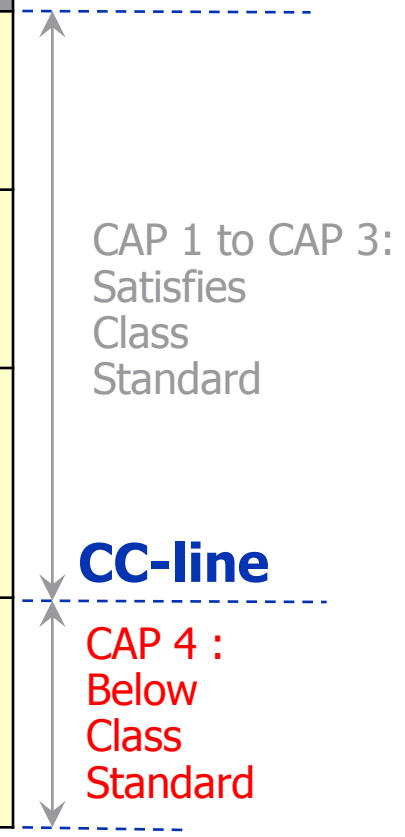 CAP 1 to CAP 3:
Satisfies
Class
Standard
CC-line
CAP 4 :
Below
Class
Standard